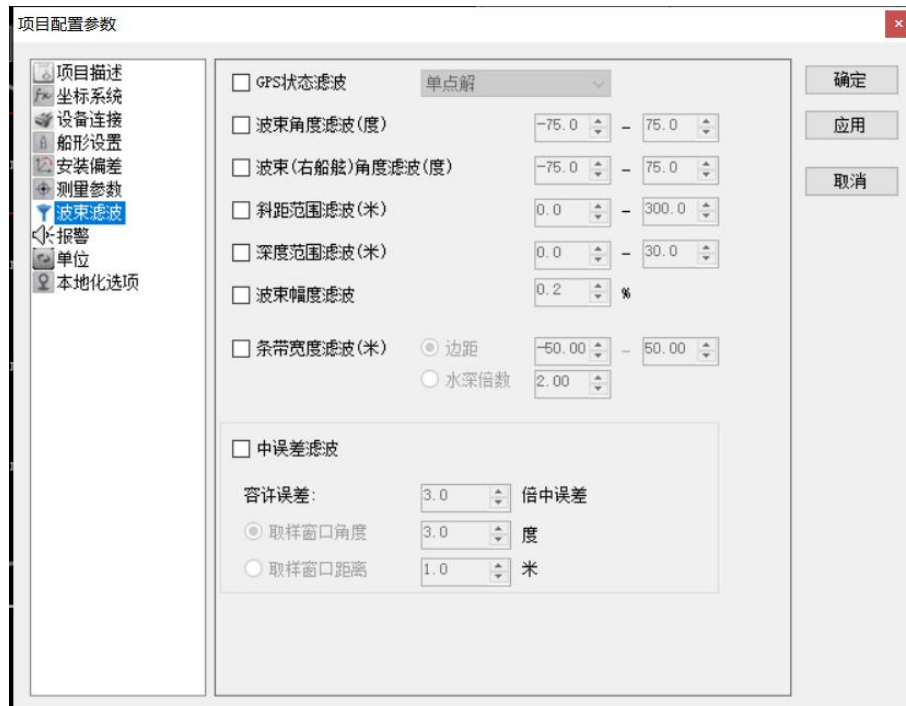 项目配置参数
项目描述
坐标系统
设备连接
船形设置
安装偏差
测量参数
波束滤波
报警
单位
本地化选项
GPS状态滤波 单点解
波束角度滤波(度) -75.0 - 75.0
波束(右船舷)角度滤波(度) -75.0 - 75.0
斜距范围滤波(米) 0.0 - 300.0
深度范围滤波(米) 0.0 - 30.0
波束幅度滤波 0.2 %
条带宽度滤波(米) 边距 -50.00 - 50.00
水深倍数 2.00
中误差滤波
容许误差: 3.0 倍中误差
取样窗口角度 3.0 度
取样窗口距离 1.0 米
确定
应用
取消